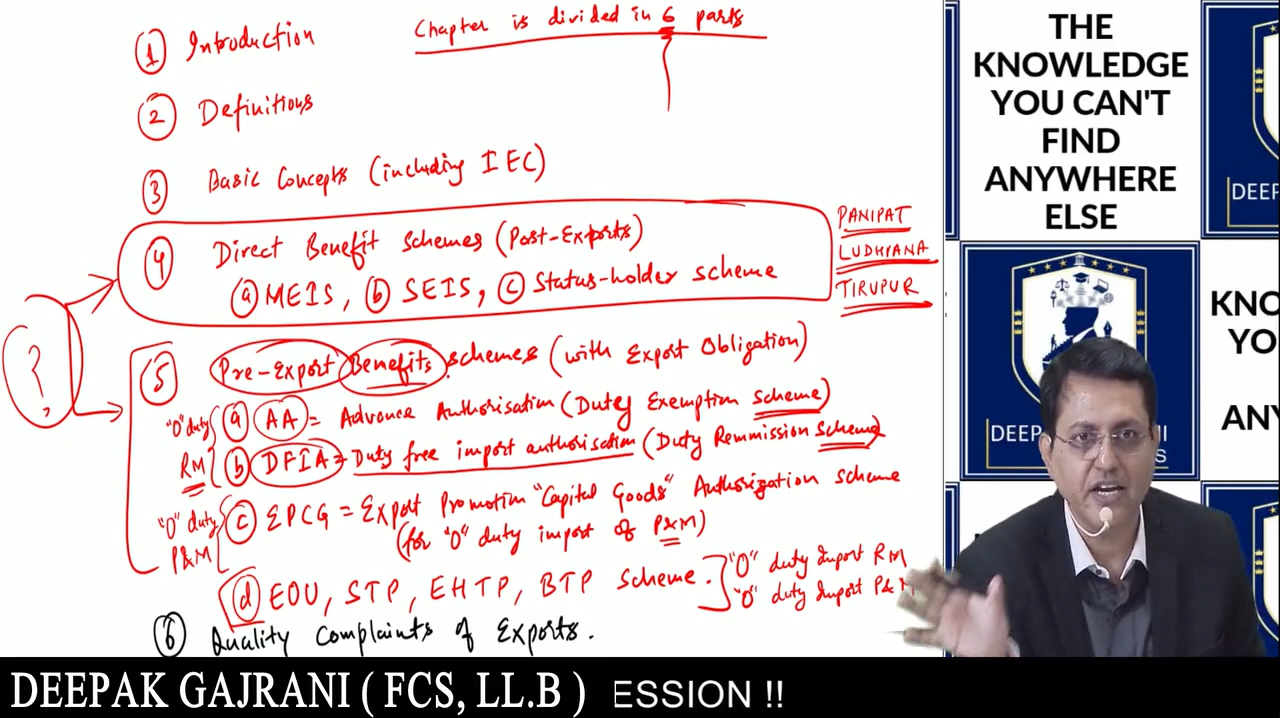 ① Introduction
Chapter is divided in 6 parts
② Definitions
③ Basic Concepts (including IEC)
④ Direct Benefit Schemes (Post-Exports)
ⓐ MEIS, ⓑ SEIS, ⓒ Status-holder scheme
PANIPAT
LUDHIANA
TIRUPUR
?
⑤ Pre-Export Benefits schemes (with Export Obligation)
"0" duty RM
ⓐ AA = Advance Authorisation (Duty Exemption scheme)
ⓑ DFIA = Duty free import authorisation (Duty Remmission scheme)
"0" duty P&M
ⓒ EPCG = Export Promotion "Capital Goods" Authorization scheme
(for "0" duty import of P&M)
ⓓ EOU, STP, EHTP, BTP scheme.
"0" duty Import RM
"0" duty Import P&M
⑥ Quality Complaints of Exports.
THE
KNOWLEDGE
YOU CAN'T
FIND
ANYWHERE
ELSE
DEEP
KNO
YO
ANY
DEEP
DEEPAK GAJRANI ( FCS, LL.B )
ESSION !!